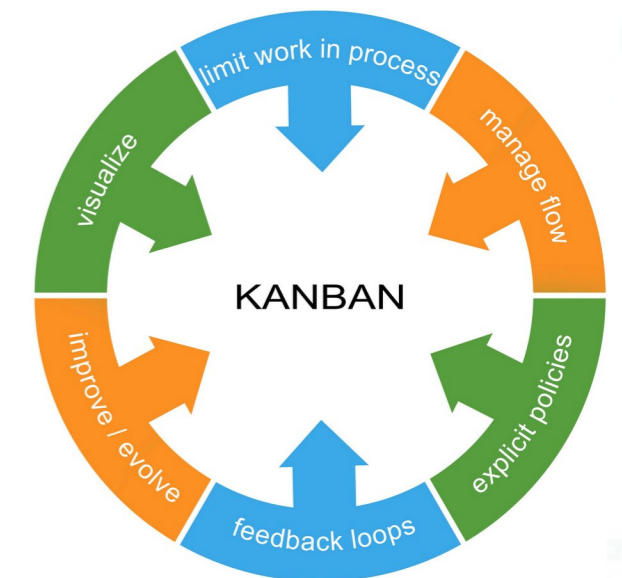 limit work in process
manage flow
explicit policies
feedback loops
improve / evolve
visualize
KANBAN